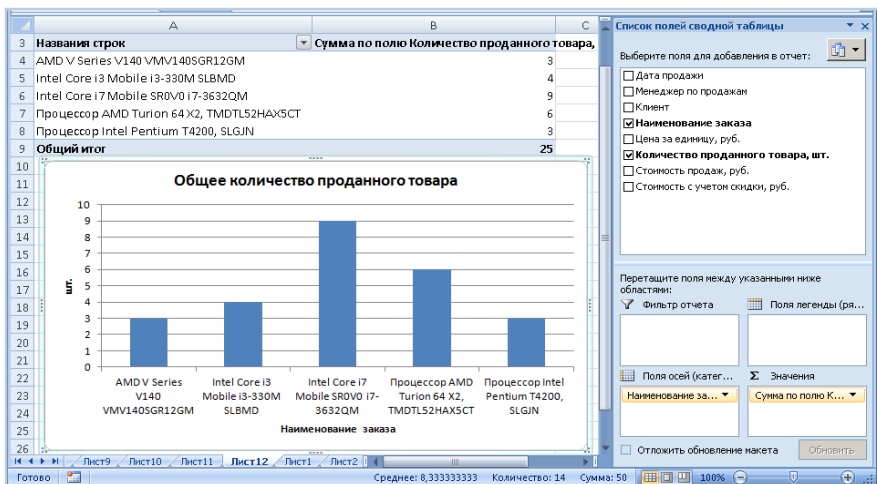 A B C
3 Названия строк Сумма по полю Количество проданного товара,
4 AMD V Series V140 VMV140SGR12GM 3
5 Intel Core i3 Mobile i3-330M SLBMD 4
6 Intel Core i7 Mobile SR0V0 i7-3632QM 9
7 Процессор AMD Turion 64 X2, TMDTL52HAX5CT 6
8 Процессор Intel Pentium T4200, SLGJN 3
9 Общий итог 25
10
11
12
13
14
15
16
17
18
19
20
21
22
23
24
25
26
Общее количество проданного товара
10
9
8
7
6
5
4
3
2
1
0
шт.
AMD V Series V140 VMV140SGR12GM
Intel Core i3 Mobile i3-330M SLBMD
Intel Core i7 Mobile SR0V0 i7-3632QM
Процессор AMD Turion 64 X2, TMDTL52HAX5CT
Процессор Intel Pentium T4200, SLGJN
Наименование заказа
Лист9 Лист10 Лист11 Лист12 Лист1 Лист2
Готово Среднее: 8,333333333 Количество: 14 Сумма: 50 100%
Список полей сводной таблицы
Выберите поля для добавления в отчет:
Дата продажи
Менеджер по продажам
Клиент
Наименование заказа
Цена за единицу, руб.
Количество проданного товара, шт.
Стоимость продаж, руб.
Стоимость с учетом скидки, руб.
Перетащите поля между указанными ниже
областями:
Фильтр отчета Поля легенды (ря...
Поля осей (катег... Σ Значения
Наименование за... Сумма по полю К...
Отложить обновление макета Обновить